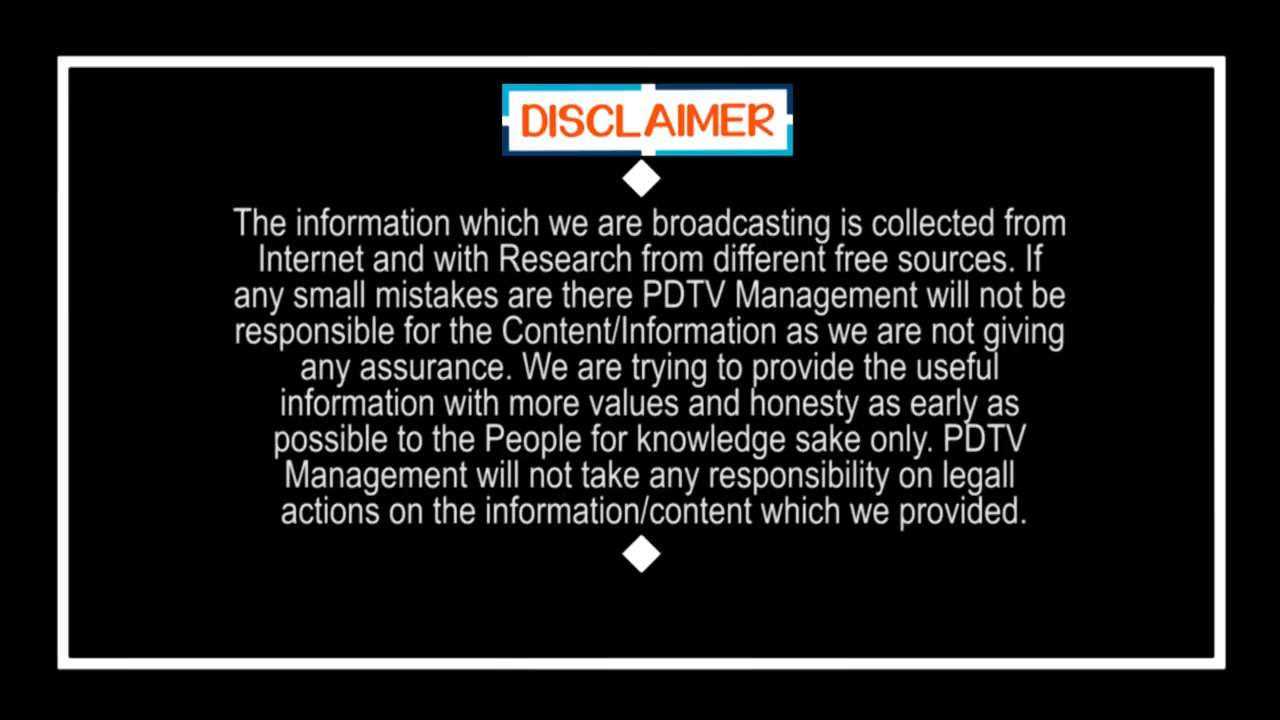 DISCLAIMER
The information which we are broadcasting is collected from
Internet and with Research from different free sources. If
any small mistakes are there PDTV Management will not be
responsible for the Content/Information as we are not giving
any assurance. We are trying to provide the useful
information with more values and honesty as early as
possible to the People for knowledge sake only. PDTV
Management will not take any responsibility on legall
actions on the information/content which we provided.